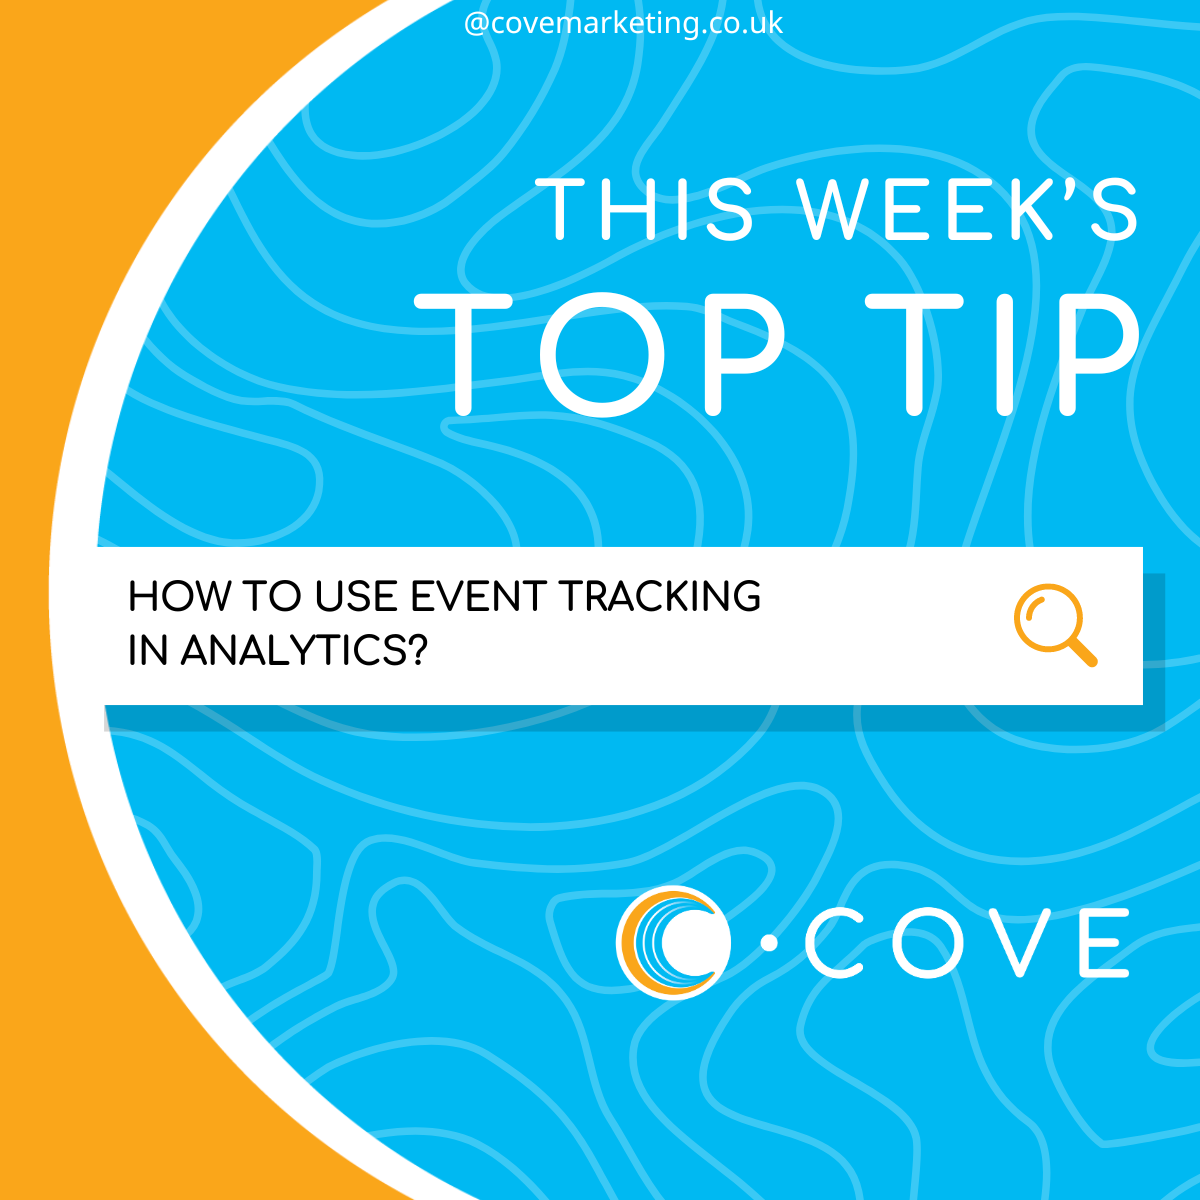 @covemarketing.co.uk
THIS WEEK’S
TOP TIP
HOW TO USE EVENT TRACKING
IN ANALYTICS?
COVE